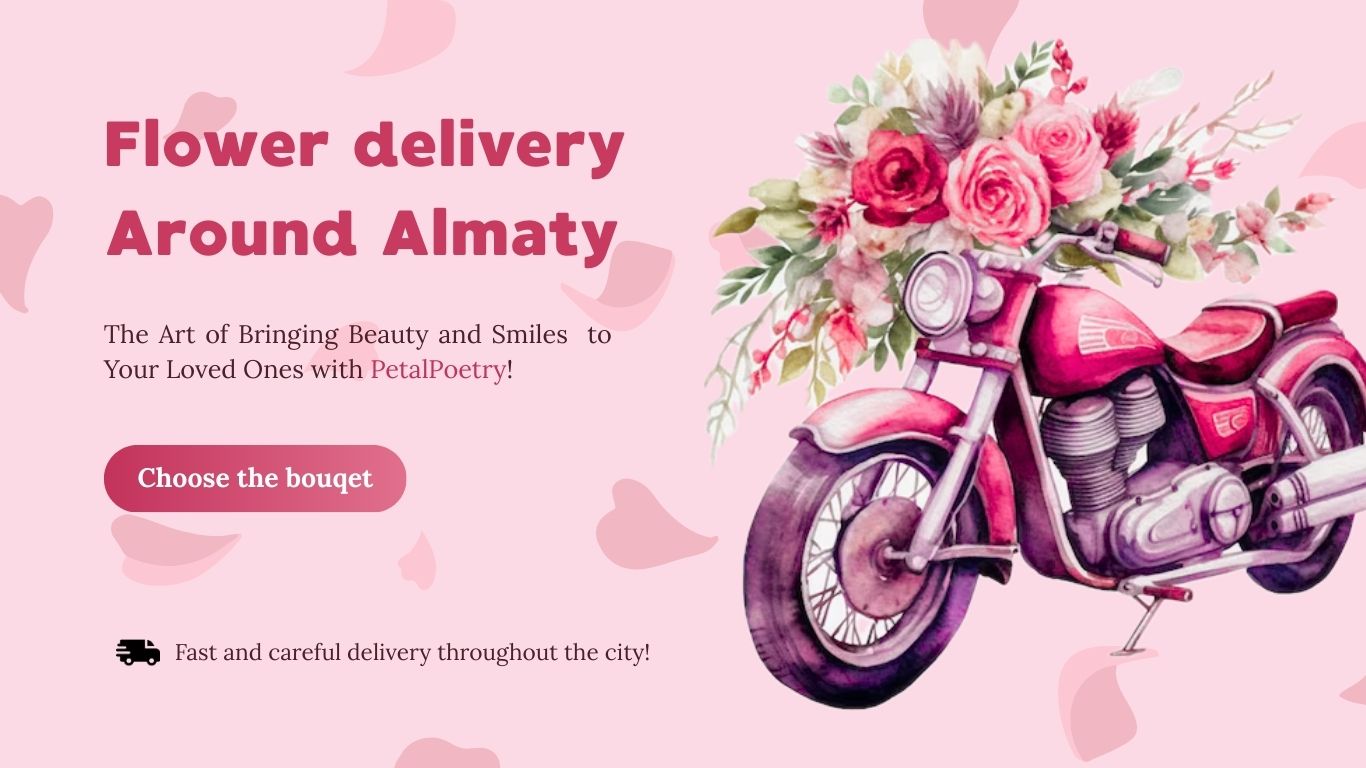 Flower delivery
Around Almaty
The Art of Bringing Beauty and Smiles to
Your Loved Ones with PetalPoetry!
Choose the bouqet
Fast and careful delivery throughout the city!